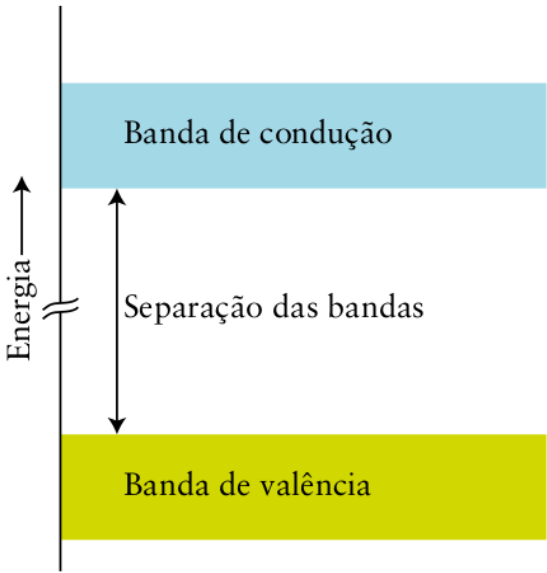 Banda de condução
Energia
Separação das bandas
Banda de valência